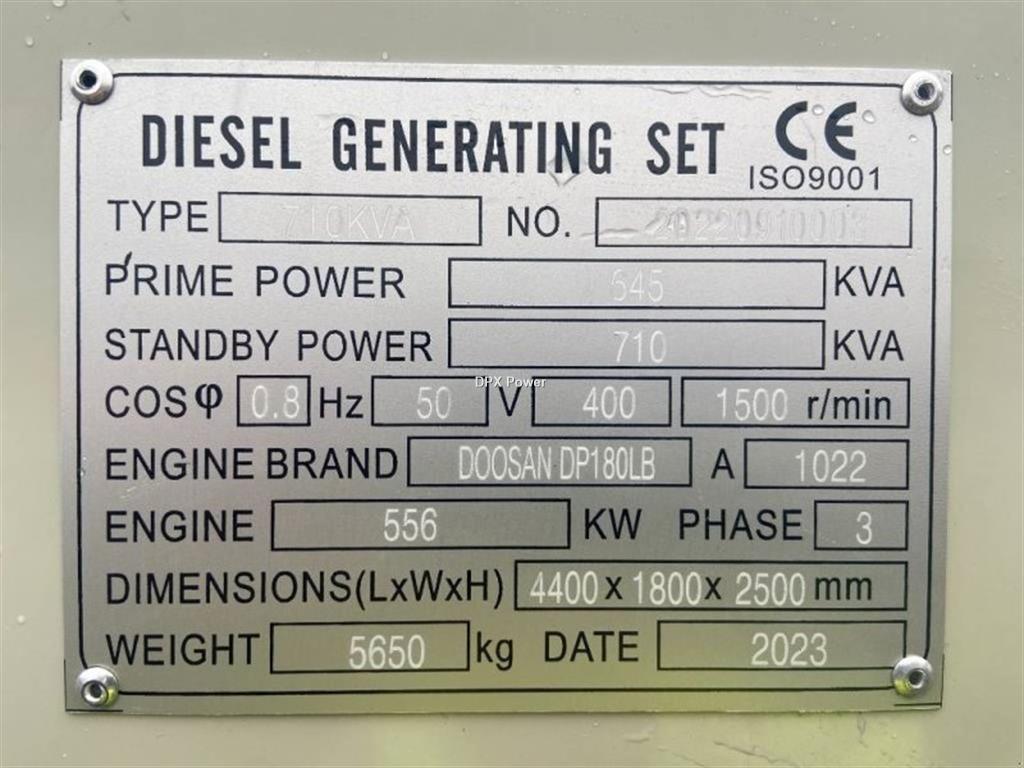 DIESEL GENERATING SET CE
ISO9001
TYPE 710KVA NO. 20220910003
PRIME POWER 645 KVA
STANDBY POWER 710 KVA
DPX Power
COSφ 0.8 Hz 50 V 400 1500 r/min
ENGINE BRAND DOOSAN DP180LB A 1022
ENGINE 556 KW PHASE 3
DIMENSIONS(LxWxH) 4400 x 1800 x 2500 mm
WEIGHT 5650 kg DATE 2023